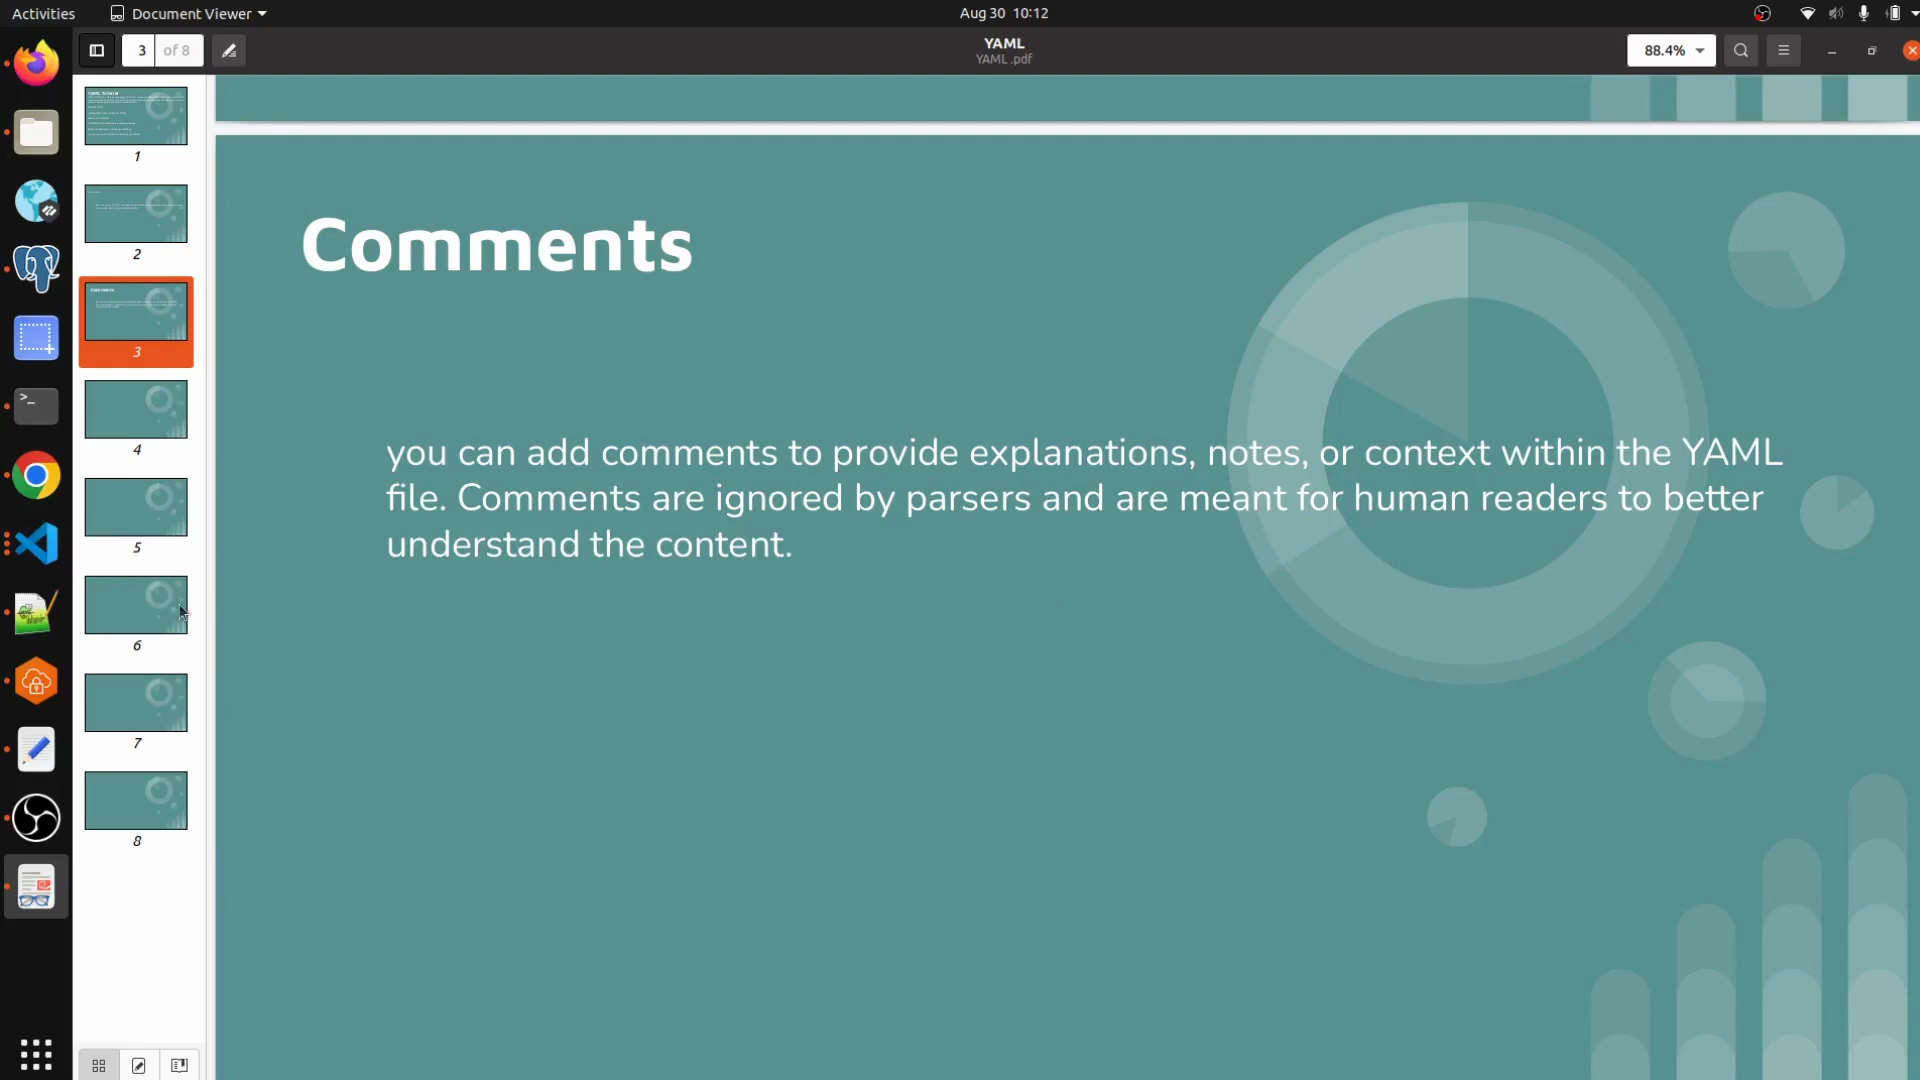 Activities
Document Viewer
Aug 30 10:12
3 of 8
YAML
YAML .pdf
88.4%
1
2
Comments
3
4
5
6
7
8
Comments
you can add comments to provide explanations, notes, or context within the YAML
file. Comments are ignored by parsers and are meant for human readers to better
understand the content.